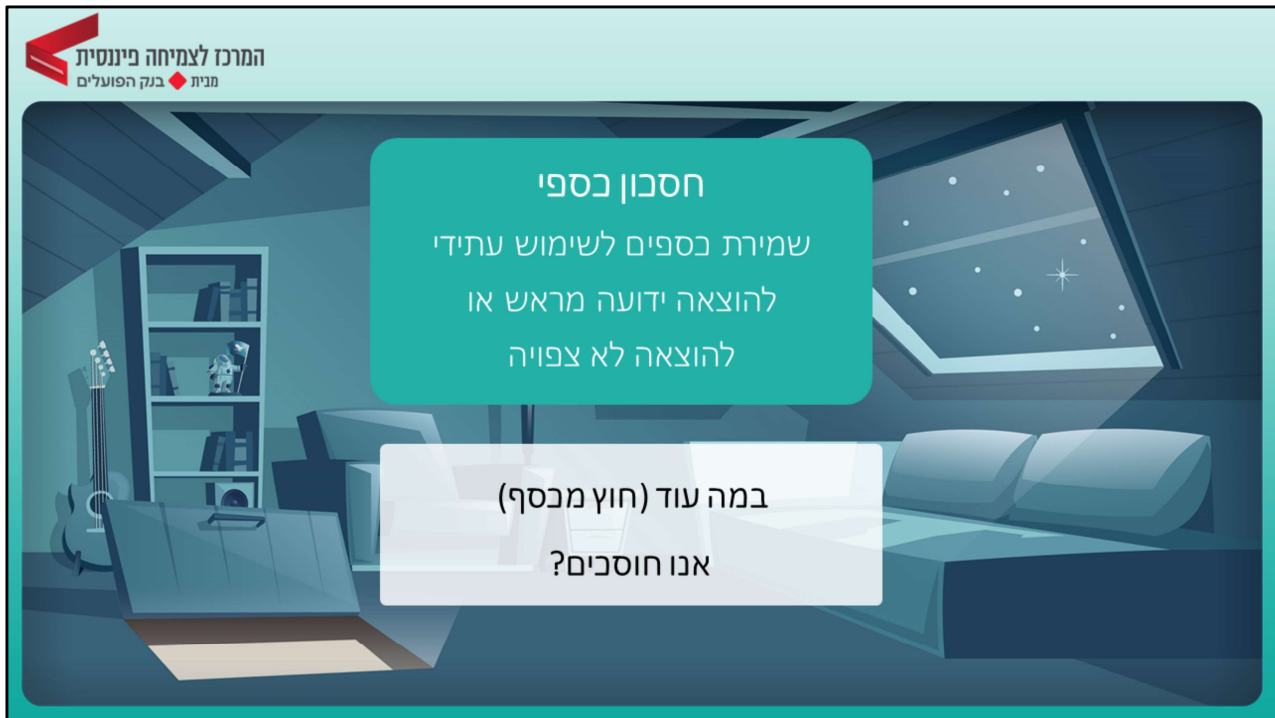 המרכז לצמיחה פיננסית
מבית בנק הפועלים
חסכון כספי
שמירת כספים לשימוש עתידי
להוצאה ידועה מראש או
להוצאה לא צפויה
במה עוד (חוץ מכסף)
אנו חוסכים?